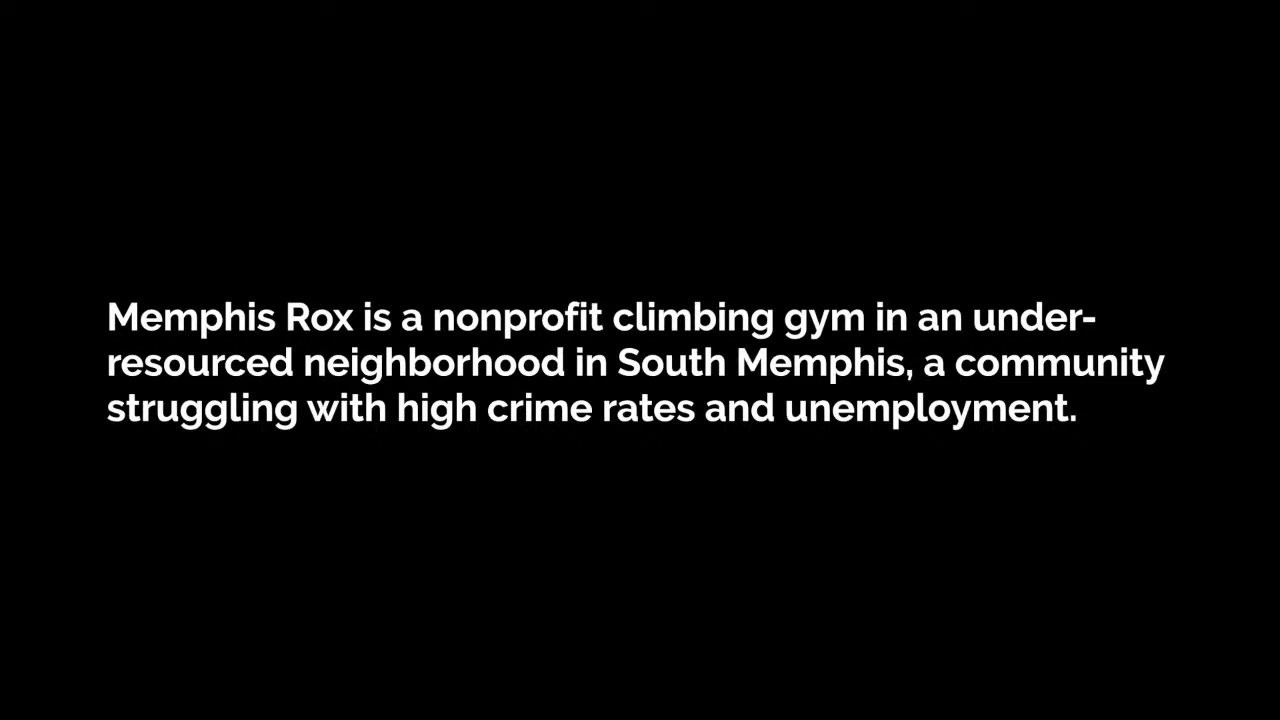 Memphis Rox is a nonprofit climbing gym in an under-
resourced neighborhood in South Memphis, a community
struggling with high crime rates and unemployment.